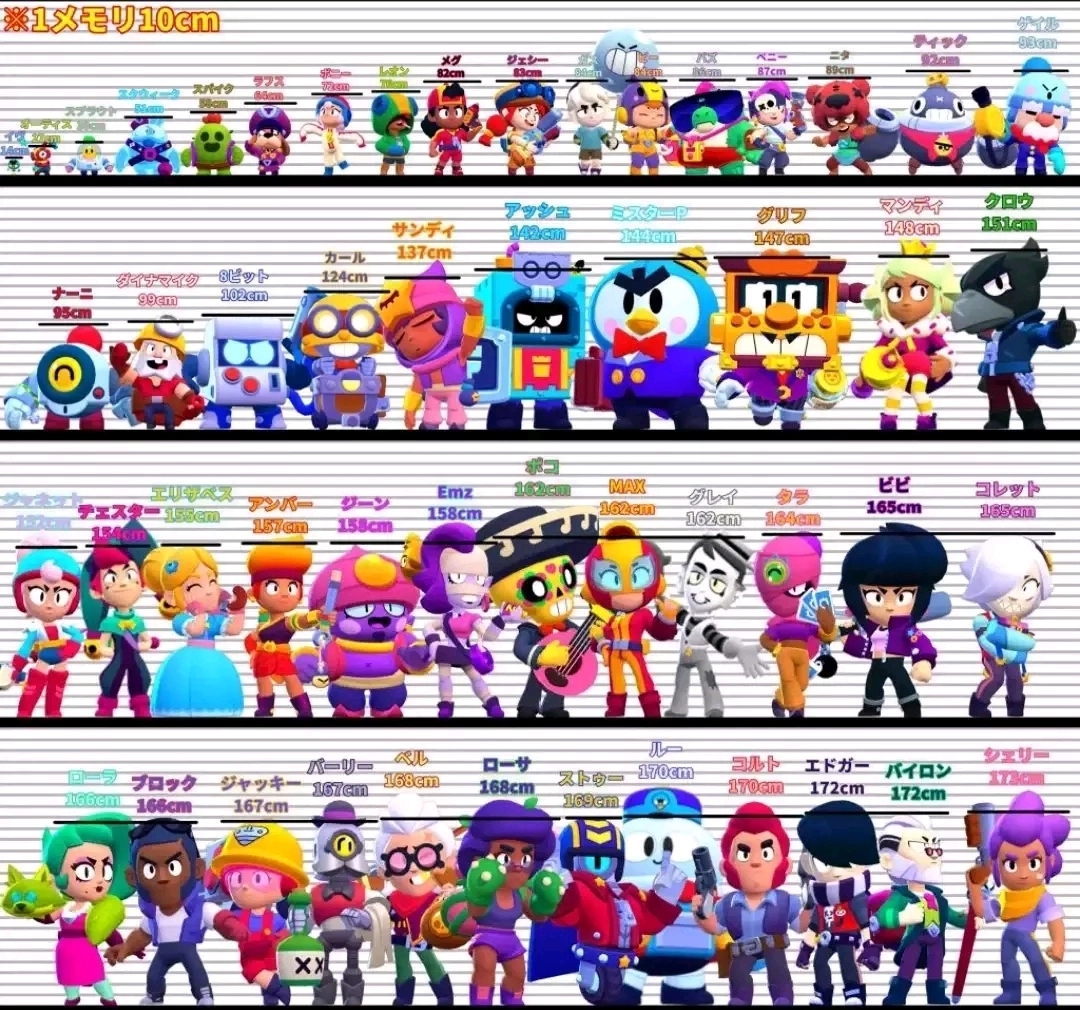 ※1メモリ10cm
イヴ
14cm
オーティス
スプラウト
スクウィーク
51cm
スパイク
58cm
ラフス
64cm
ボニー
72cm
レオン
78cm
メグ
82cm
ジェシー
83cm
ガス
84cm
ビー
84cm
バズ
86cm
ペニー
87cm
ニタ
89cm
ティック
92cm
ゲイル
93cm
ナーニ
95cm
ダイナマイク
99cm
8ビット
102cm
カール
124cm
サンディ
137cm
アッシュ
142cm
ミスターP
144cm
グリフ
147cm
マンディ
148cm
クロウ
151cm
ジャネット
152cm
チェスター
154cm
エリザベス
155cm
アンバー
157cm
ジーン
158cm
Emz
158cm
ポコ
162cm
MAX
162cm
グレイ
162cm
タラ
164cm
ビビ
165cm
コレット
165cm
ローラ
166cm
ブロック
166cm
ジャッキー
167cm
バーリー
167cm
ベル
168cm
ローサ
168cm
ストゥー
169cm
ルー
170cm
コルト
170cm
エドガー
172cm
バイロン
172cm
シェリー
172cm